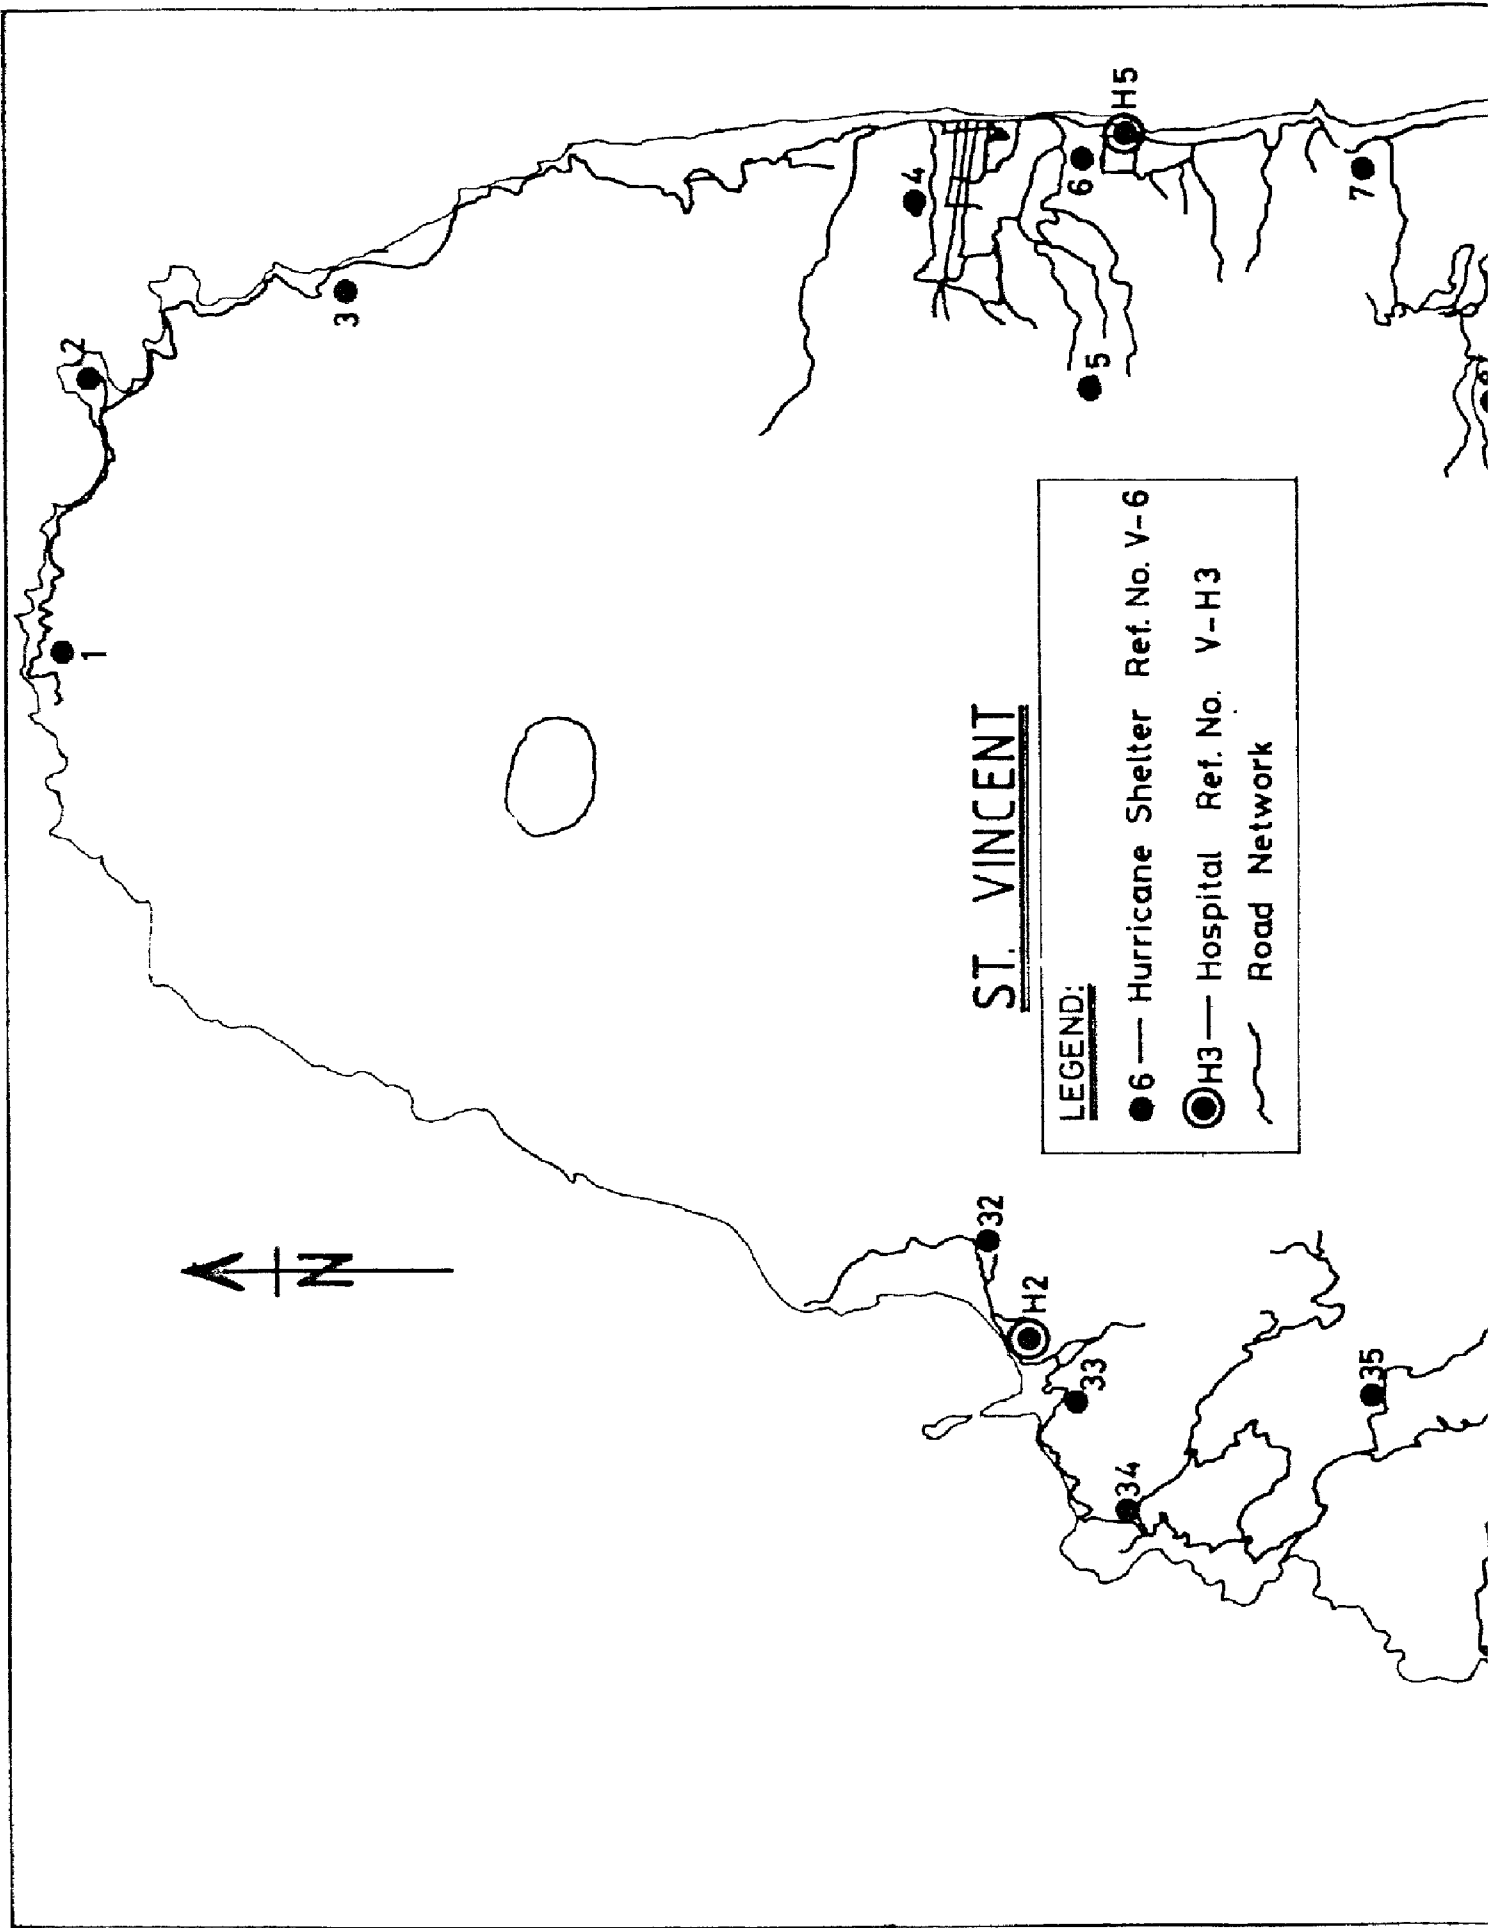 1
2
3
4
5
6
H5
7
N
ST. VINCENT
LEGEND:
6 — Hurricane Shelter Ref. No. V-6
H3 — Hospital Ref. No. V-H3
Road Network
32
H2
33
34
35